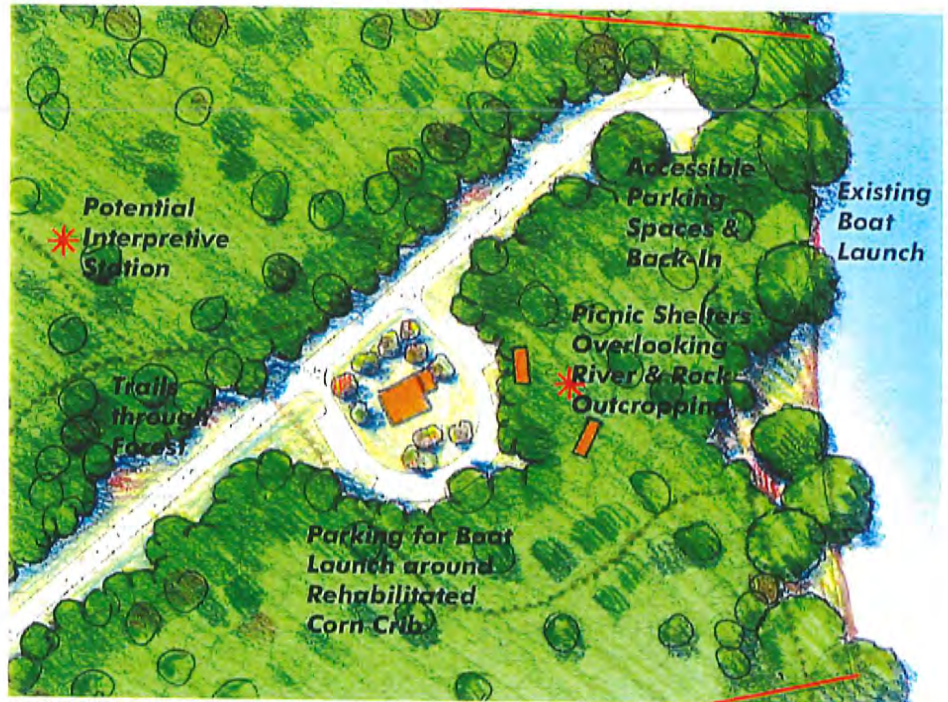 Potential
Interpretive
Station
Accessible
Parking
Spaces &
Back-In
Existing
Boat
Launch
Picnic Shelters
Overlooking
River & Rock
Outcropping
Trails
through
Forest
Parking for Boat
Launch around
Rehabilitated
Corn Crib